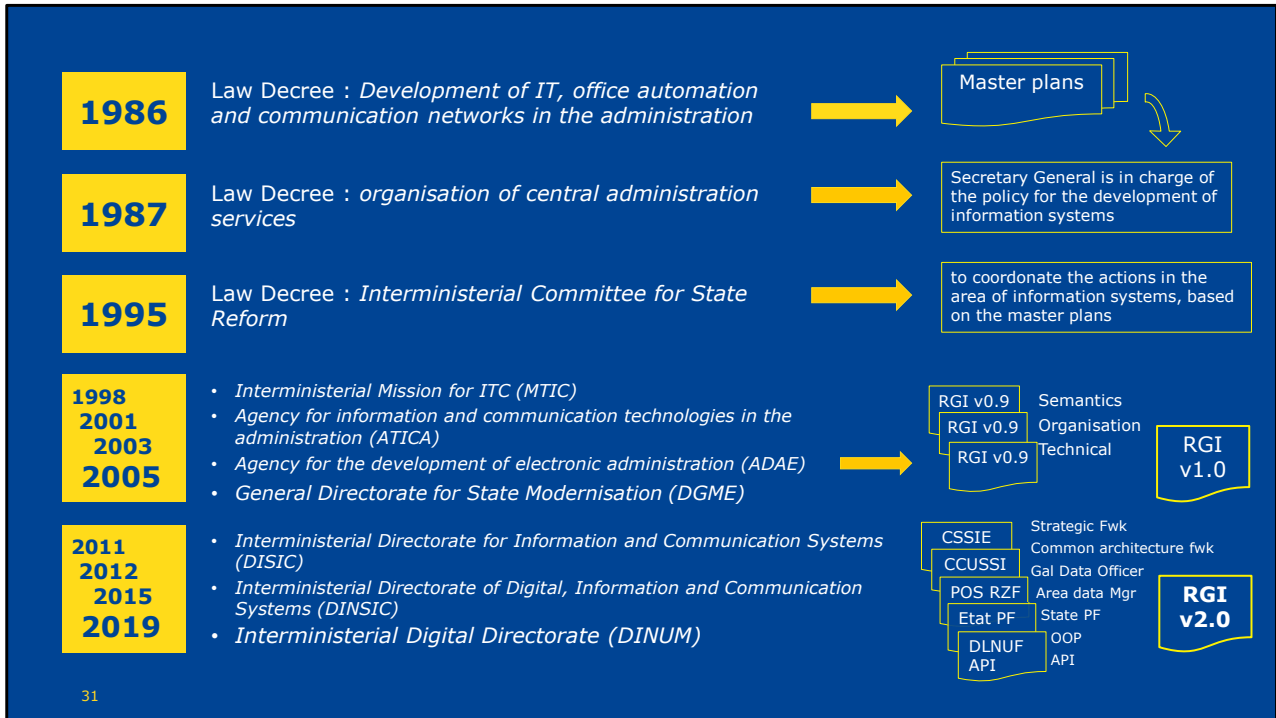 1986
Law Decree : Development of IT, office automation
and communication networks in the administration
Master plans
1987
Law Decree : organisation of central administration
services
Secretary General is in charge of
the policy for the development of
information systems
1995
Law Decree : Interministerial Committee for State
Reform
to coordonate the actions in the
area of information systems, based
on the master plans
1998
2001
2003
2005
• Interministerial Mission for ITC (MTIC)
• Agency for information and communication technologies in the
administration (ATICA)
• Agency for the development of electronic administration (ADAE)
• General Directorate for State Modernisation (DGME)
RGI v0.9
RGI v0.9
RGI v0.9
Semantics
Organisation
Technical
RGI
v1.0
2011
2012
2015
2019
• Interministerial Directorate for Information and Communication Systems
(DISIC)
• Interministerial Directorate of Digital, Information and Communication
Systems (DINSIC)
• Interministerial Digital Directorate (DINUM)
CSSIE
CCUSSI
POS RZF
Etat PF
DLNUF
API
Strategic Fwk
Common architecture fwk
Gal Data Officer
Area data Mgr
State PF
OOP
API
RGI
v2.0
31